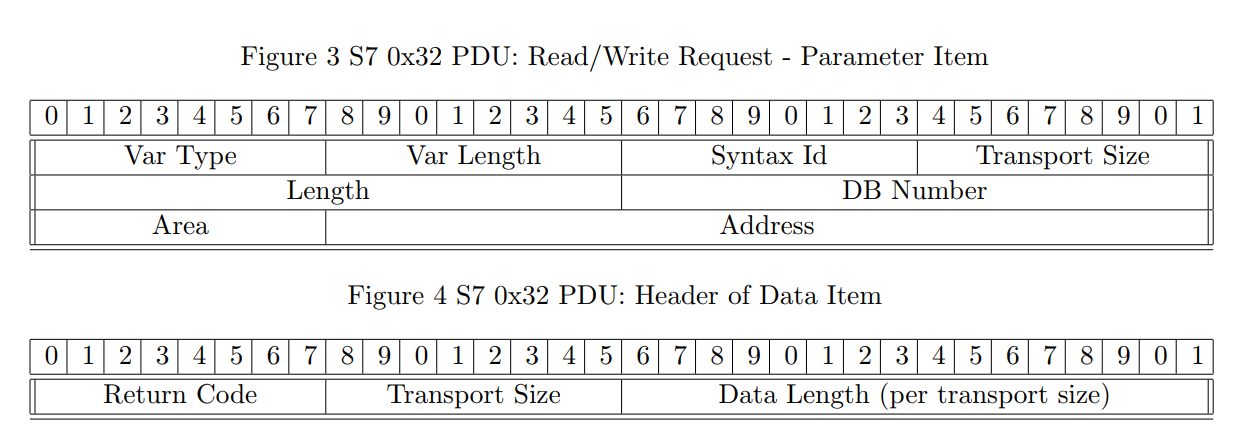 Figure 3 S7 0x32 PDU: Read/Write Request - Parameter Item
0 1 2 3 4 5 6 7 8 9 0 1 2 3 4 5 6 7 8 9 0 1 2 3 4 5 6 7 8 9 0 1
Var Type Var Length Syntax Id Transport Size
Length DB Number
Area Address
Figure 4 S7 0x32 PDU: Header of Data Item
0 1 2 3 4 5 6 7 8 9 0 1 2 3 4 5 6 7 8 9 0 1 2 3 4 5 6 7 8 9 0 1
Return Code Transport Size Data Length (per transport size)